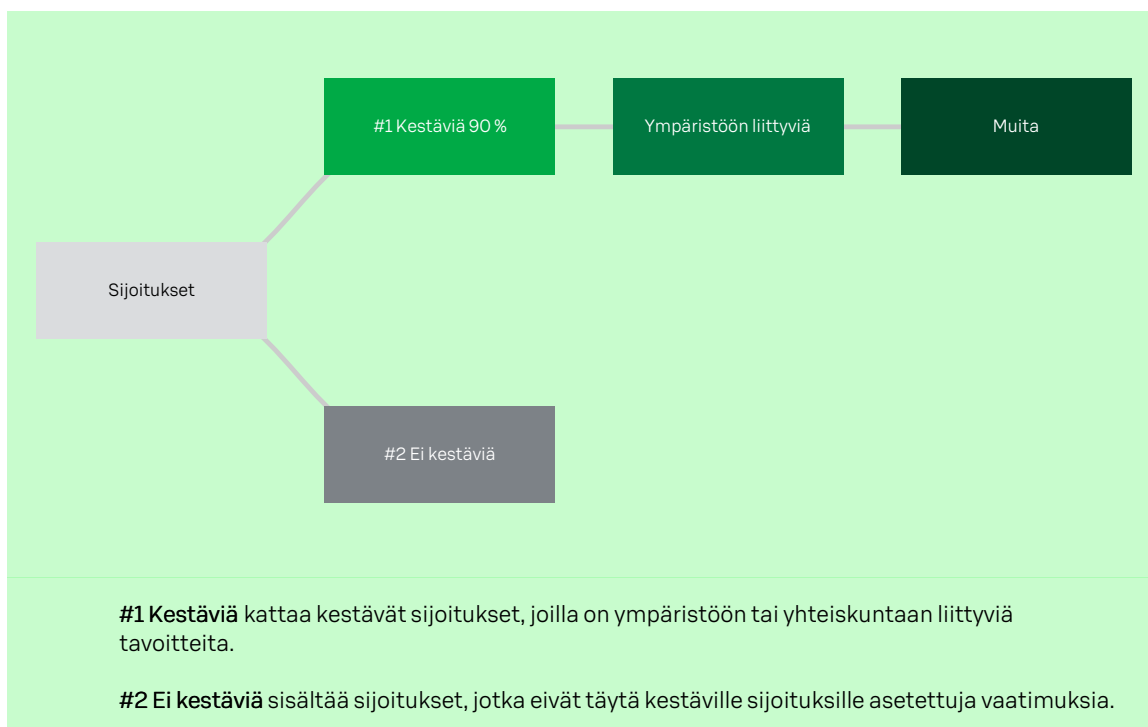 #1 Kestäviä 90 %
Ympäristöön liittyviä
Muita
Sijoitukset
#2 Ei kestäviä
#1 Kestäviä kattaa kestävät sijoitukset, joilla on ympäristöön tai yhteiskuntaan liittyviä
tavoitteita.
#2 Ei kestäviä sisältää sijoitukset, jotka eivät täytä kestäville sijoituksille asetettuja vaatimuksia.